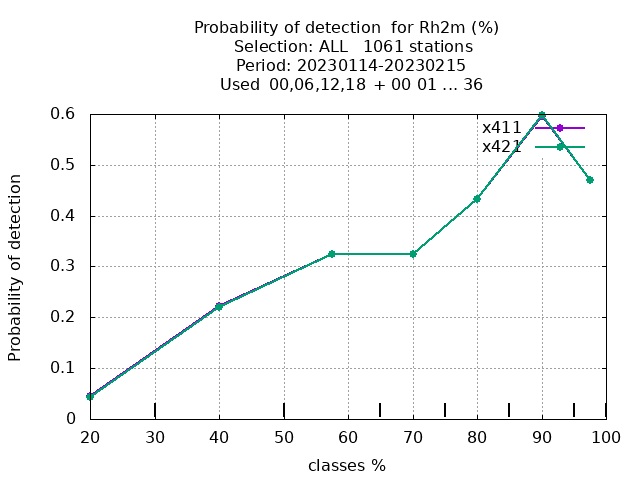 Probability of detection  for Rh2m (%)
Selection: ALL   1061 stations
Period: 20230114-20230215
Used  00,06,12,18  + 00 01 ... 36
0.6
0.5
0.4
0.3
0.2
0.1
0
Probability of detection
x411
x421
20 30 40 50 60 70 80 90 100
classes %